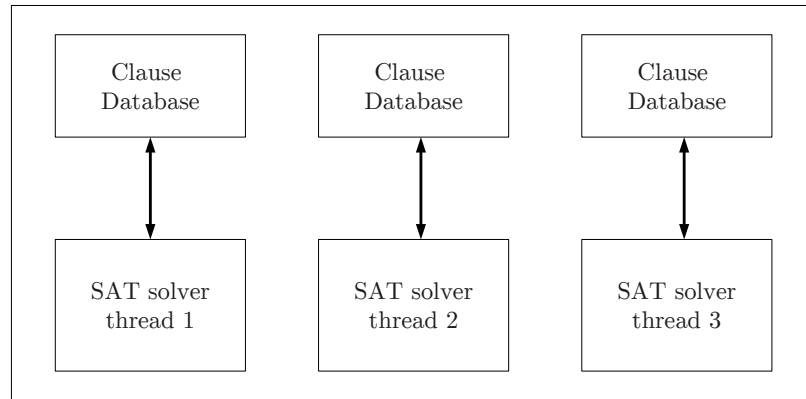 Clause
Database
Clause
Database
Clause
Database
SAT solver
thread 1
SAT solver
thread 2
SAT solver
thread 3